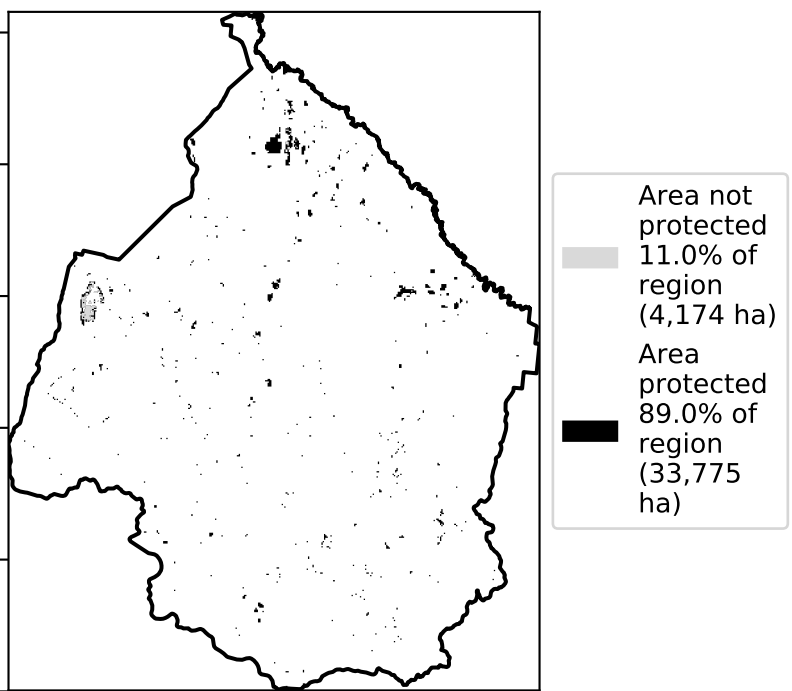 Area not
protected
11.0% of
region
(4,174 ha)
Area
protected
89.0% of
region
(33,775
ha)